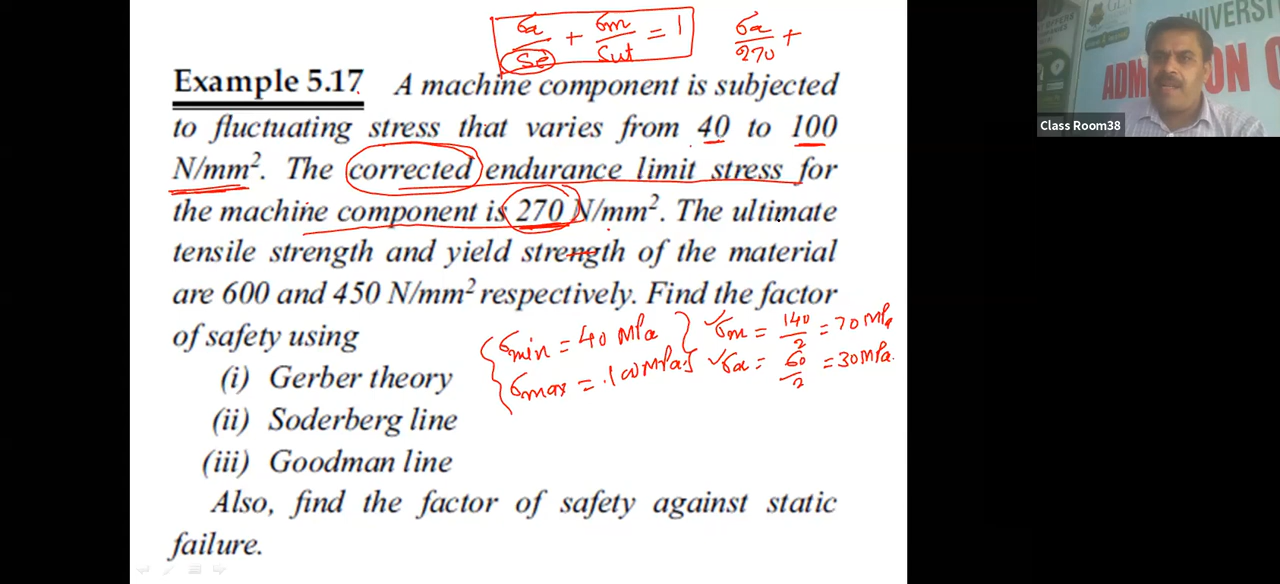 σa/Se + σm/Sut = 1
σa/270 +
Example 5.17 A machine component is subjected
to fluctuating stress that varies from 40 to 100
N/mm². The corrected endurance limit stress for
the machine component is 270 N/mm². The ultimate
tensile strength and yield strength of the material
are 600 and 450 N/mm² respectively. Find the factor
of safety using
σmin = 40 MPa
σmax = 100 MPa
σm = 140/2 = 70 MPa
σa = 60/2 = 30 MPa.
(i) Gerber theory
(ii) Soderberg line
(iii) Goodman line
Also, find the factor of safety against static
failure.
UNIVERSITY
ADM
ON
Class Room38